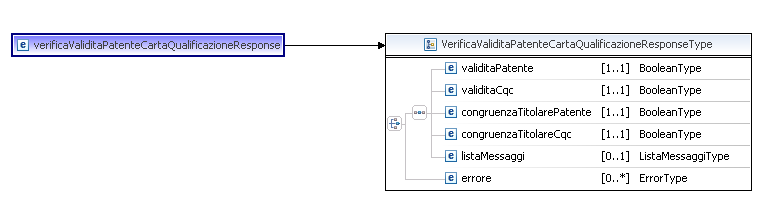 verificaValiditaPatenteCartaQualificazioneResponse
VerificaValiditaPatenteCartaQualificazioneResponseType
validitaPatente [1..1] BooleanType
validitaCqc [1..1] BooleanType
congruenzaTitolarePatente [1..1] BooleanType
congruenzaTitolareCqc [1..1] BooleanType
listaMessaggi [0..1] ListaMessaggiType
errore [0..*] ErrorType